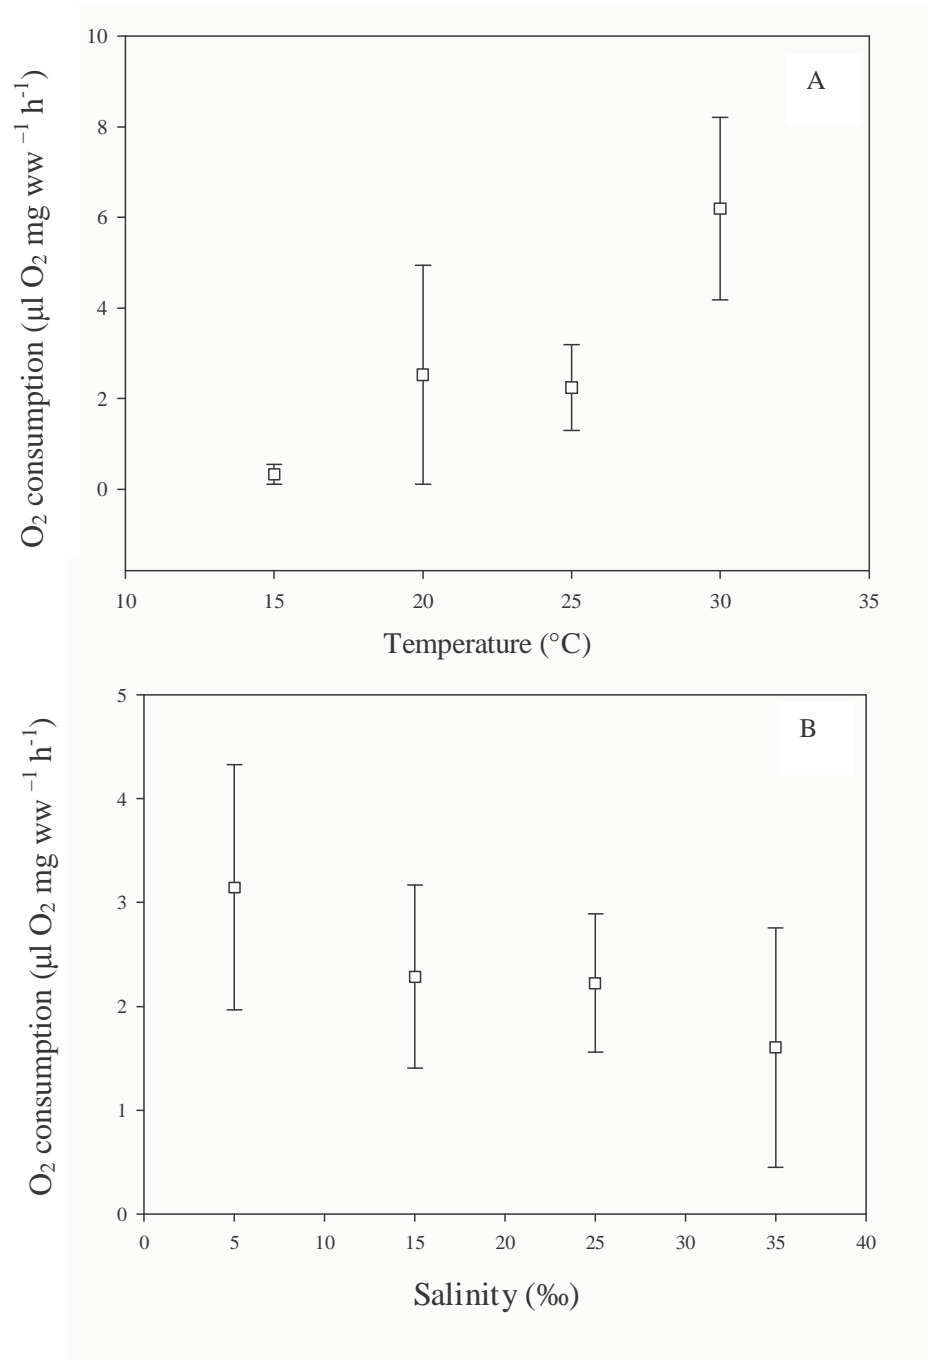 A
O₂ consumption (µl O₂ mg ww⁻¹ h⁻¹)
10
8
6
4
2
0
10 15 20 25 30 35
Temperature (°C)
B
O₂ consumption (µl O₂ mg ww⁻¹ h⁻¹)
5
4
3
2
1
0
0 5 10 15 20 25 30 35 40
Salinity (‰)